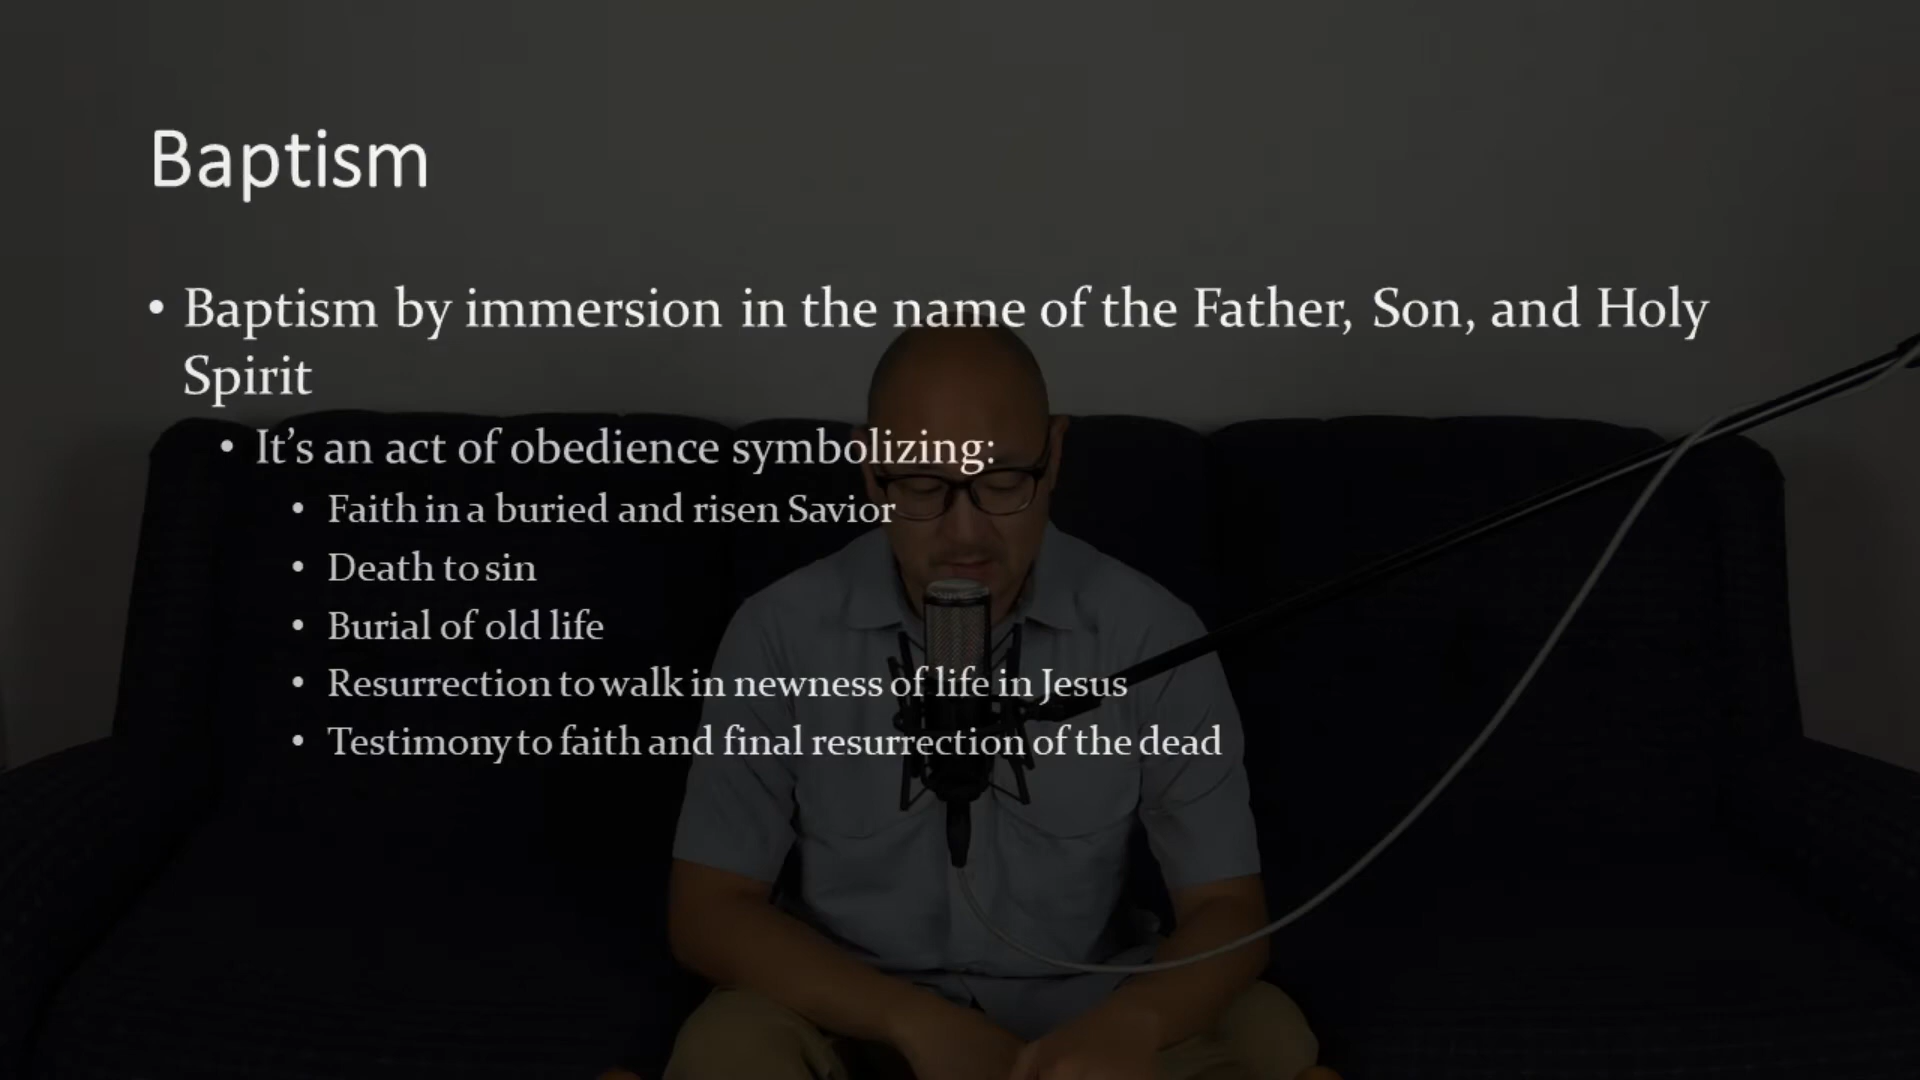 Baptism
• Baptism by immersion in the name of the Father, Son, and Holy
Spirit
• It’s an act of obedience symbolizing:
• Faith in a buried and risen Savior
• Death to sin
• Burial of old life
• Resurrection to walk in newness of life in Jesus
• Testimony to faith and final resurrection of the dead